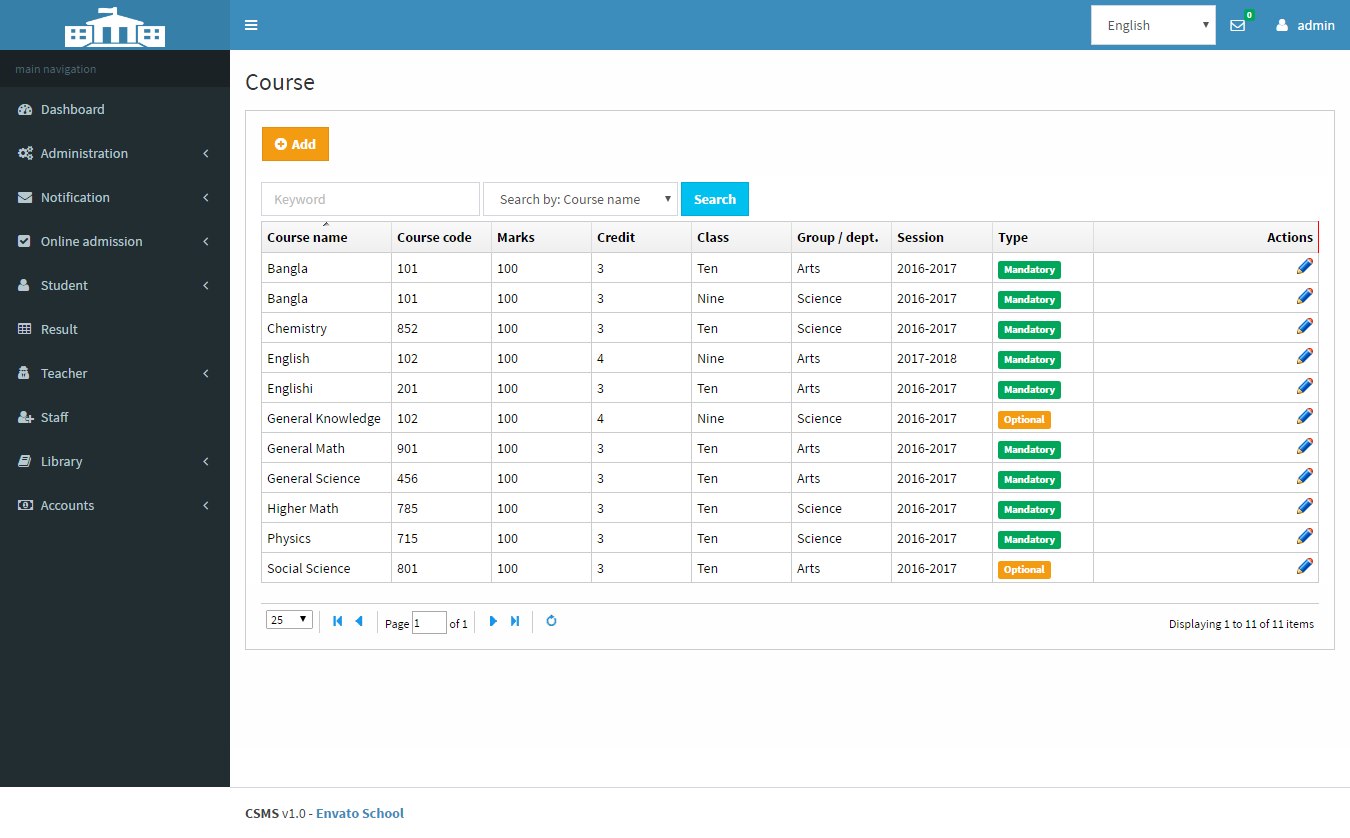 English 0 admin
main navigation
Dashboard
Administration
Notification
Online admission
Student
Result
Teacher
Staff
Library
Accounts
Course
Add
Keyword Search by: Course name Search
Course name Course code Marks Credit Class Group / dept. Session Type Actions
Bangla 101 100 3 Ten Arts 2016-2017 Mandatory
Bangla 101 100 3 Nine Science 2016-2017 Mandatory
Chemistry 852 100 3 Ten Science 2016-2017 Mandatory
English 102 100 4 Nine Arts 2017-2018 Mandatory
Englishi 201 100 3 Ten Arts 2016-2017 Mandatory
General Knowledge 102 100 4 Nine Science 2016-2017 Optional
General Math 901 100 3 Ten Arts 2016-2017 Mandatory
General Science 456 100 3 Ten Arts 2016-2017 Mandatory
Higher Math 785 100 3 Ten Science 2016-2017 Mandatory
Physics 715 100 3 Ten Science 2016-2017 Mandatory
Social Science 801 100 3 Ten Arts 2016-2017 Optional
25 Page 1 of 1 Displaying 1 to 11 of 11 items
CSMS v1.0 - Envato School